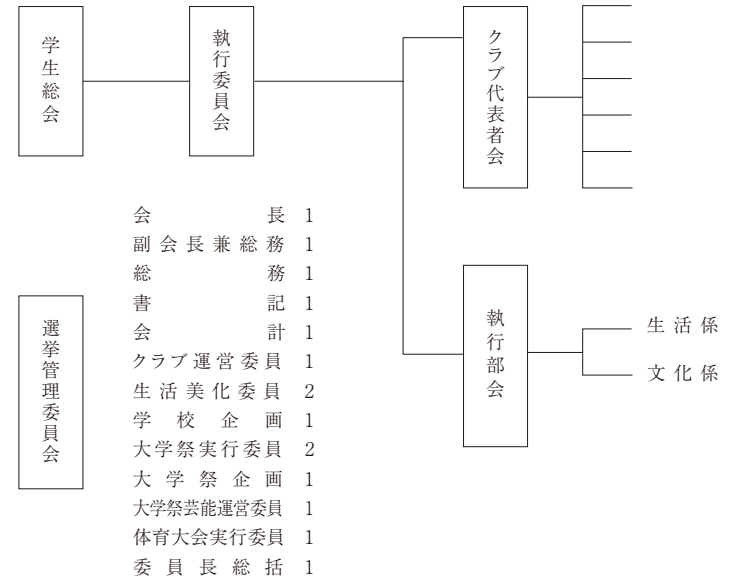 学生総会
執行委員会
クラブ代表者会
会長 1
副会長兼総務 1
総務 1
書記 1
会計 1
クラブ運営委員 1
生活美化委員 2
学校企画 1
大学祭実行委員 2
大学祭企画 1
大学祭芸能運営委員 1
体育大会実行委員 1
委員長総括 1
選挙管理委員会
執行部会
生活係
文化係